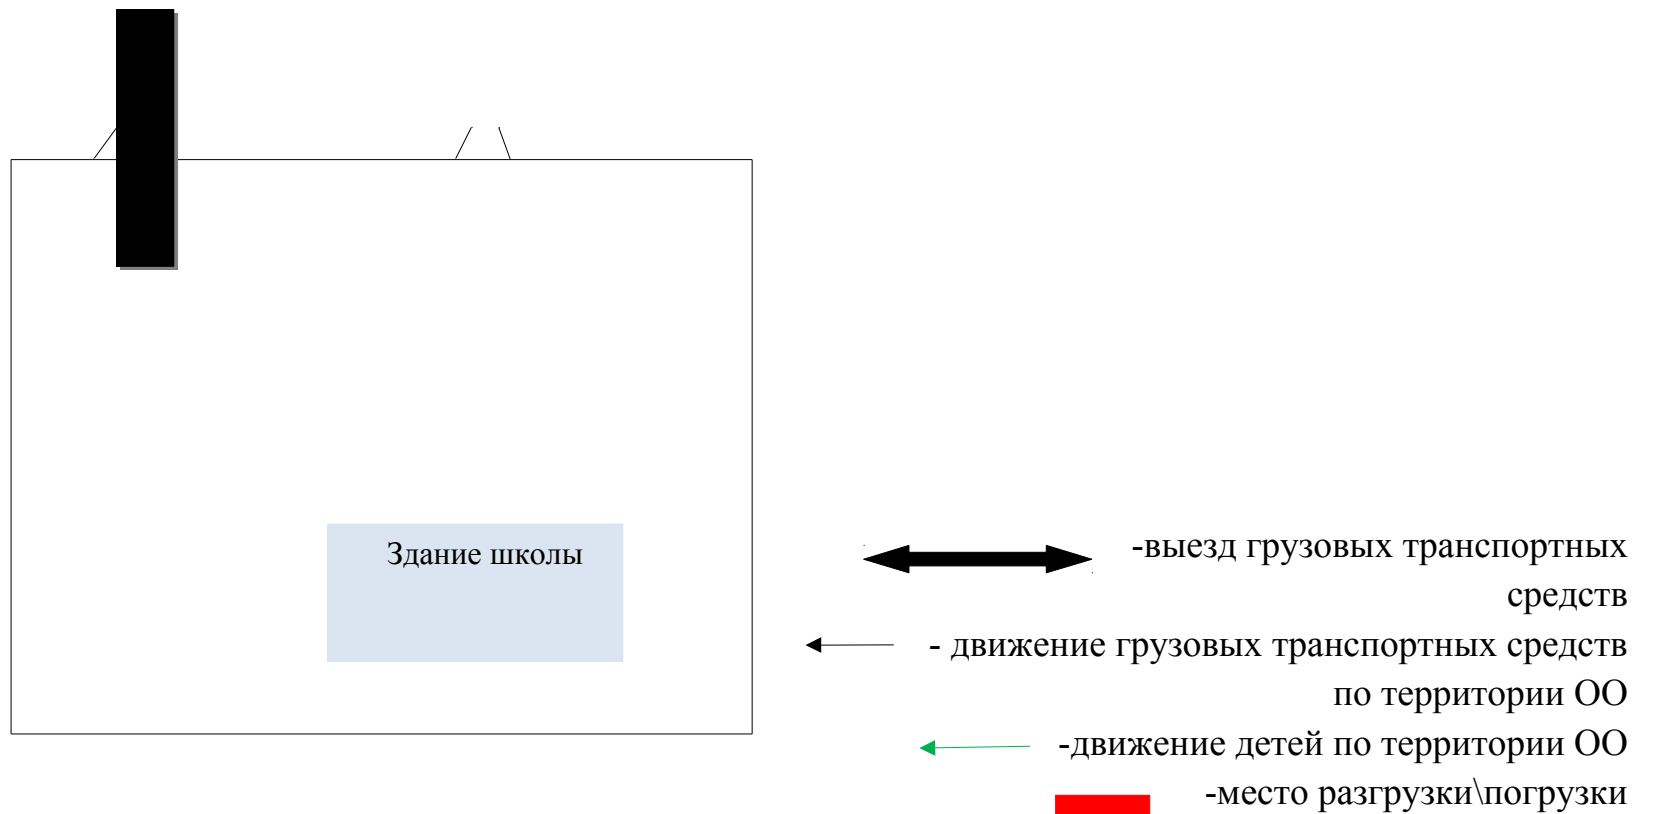 Здание школы
-выезд грузовых транспортных
средств
- движение грузовых транспортных средств
по территории ОО
-движение детей по территории ОО
-место разгрузки\погрузки